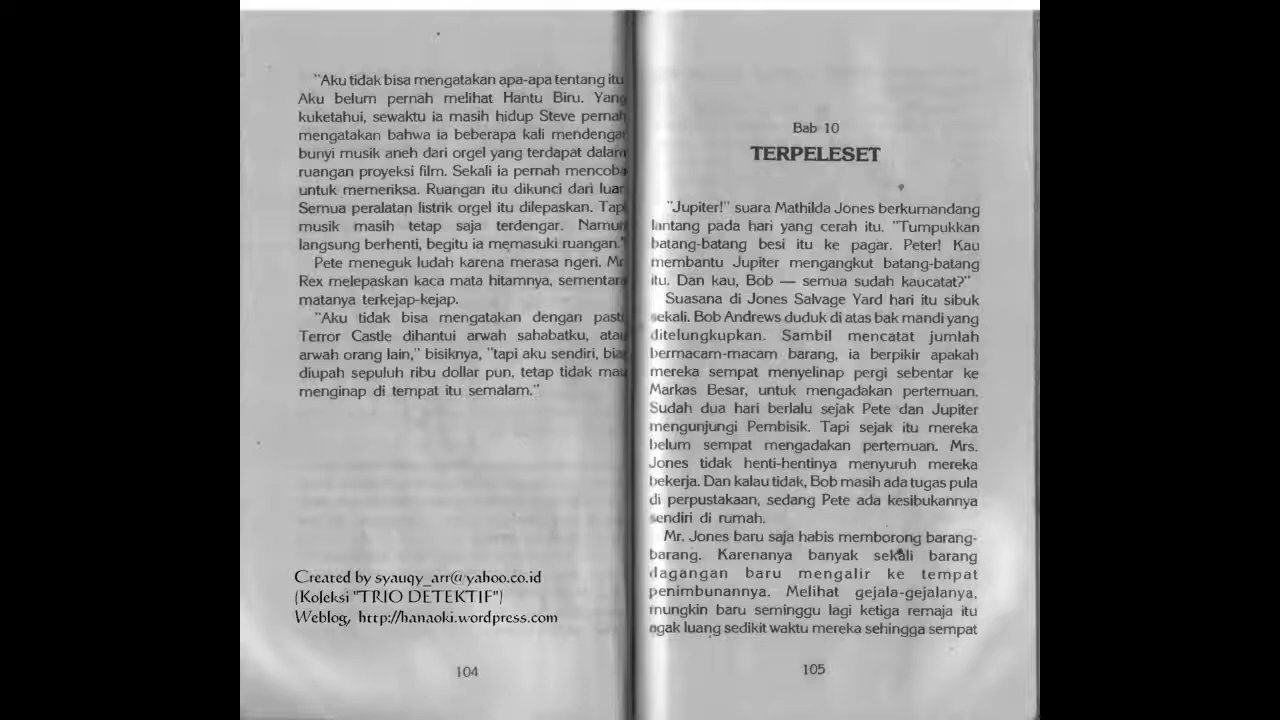 "Aku tidak bisa mengatakan apa-apa tentang itu
Aku belum pernah melihat Hantu Biru. Yang
kuketahui, sewaktu ia masih hidup Steve pernah
mengatakan bahwa ia beberapa kali mendengar
bunyi musik aneh dari orgel yang terdapat dalam
ruangan proyeksi film. Sekali ia pernah mencoba
untuk memeriksa. Ruangan itu dikunci dari luar
Semua peralatan listrik orgel itu dilepaskan. Tapi
musik masih tetap saja terdengar. Namun
langsung berhenti, begitu ia memasuki ruangan."
Pete meneguk ludah karena merasa ngeri. Mr
Rex melepaskan kaca mata hitamnya, sementara
matanya terkejap-kejap.
"Aku tidak bisa mengatakan dengan pasti
Terror Castle dihantui arwah sahabatku, atau
arwah orang lain," bisiknya, "tapi aku sendiri, biar
diupah sepuluh ribu dollar pun, tetap tidak mau
menginap di tempat itu semalam."
Created by syauqy_arr@yahoo.co.id
(Koleksi "TRIO DETEKTIF")
Weblog, http://hanaoki.wordpress.com
104
Bab 10
TERPELESET
"Jupiter!" suara Mathilda Jones berkumandang
lantang pada hari yang cerah itu. "Tumpukkan
batang-batang besi itu ke pagar. Peter! Kau
membantu Jupiter mengangkut batang-batang
itu. Dan kau, Bob — semua sudah kaucatat?"
Suasana di Jones Salvage Yard hari itu sibuk
sekali. Bob Andrews duduk di atas bak mandi yang
ditelungkupkan. Sambil mencatat jumlah
bermacam-macam barang, ia berpikir apakah
mereka sempat menyelinap pergi sebentar ke
Markas Besar, untuk mengadakan pertemuan.
Sudah dua hari berlalu sejak Pete dan Jupiter
mengunjungi Pembisik. Tapi sejak itu mereka
belum sempat mengadakan pertemuan. Mrs.
Jones tidak henti-hentinya menyuruh mereka
bekerja. Dan kalau tidak, Bob masih ada tugas pula
di perpustakaan, sedang Pete ada kesibukannya
sendiri di rumah.
Mr. Jones baru saja habis memborong barang-
barang. Karenanya banyak sekali barang
dagangan baru mengalir ke tempat
penimbunannya. Melihat gejala-gejalanya,
mungkin baru seminggu lagi ketiga remaja itu
agak luang sedikit waktu mereka sehingga sempat
105